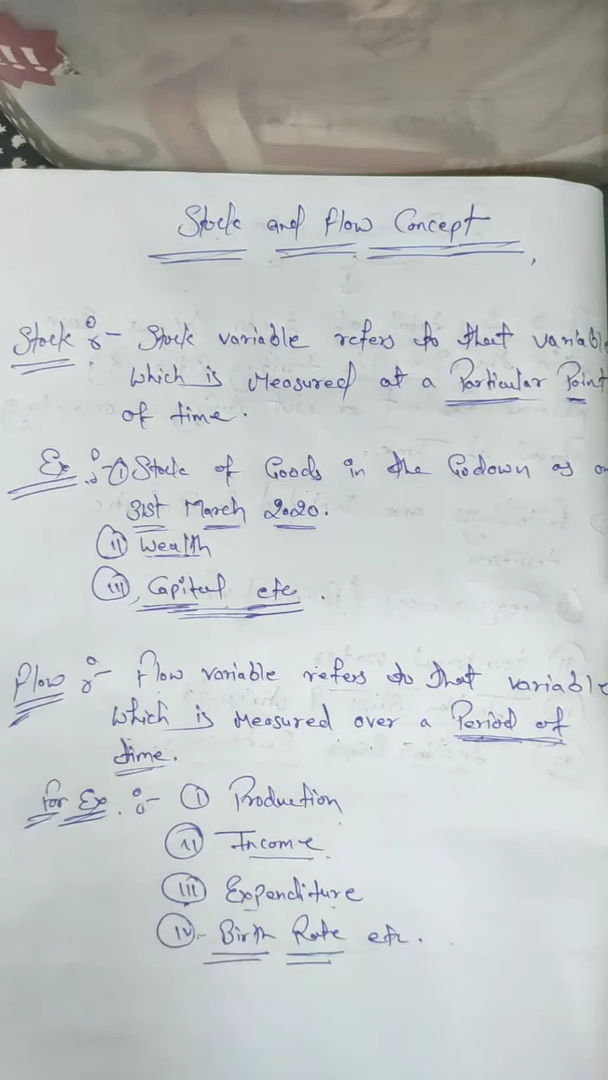 !!!
Stock and Flow Concept
Stock :- Stock variable refers to that variabl
which is Measured at a Particular Point
of time.
Ex :- (i) Stock of Goods in the Godown as on
31st March 2020.
(ii) Wealth
(iii) Capital etc.
Flow :- Flow variable refers to that variable
which is Measured over a Period of
time.
For Ex. :- (i) Production
(ii) Income
(iii) Expenditure
(iv) Birth Rate etc.